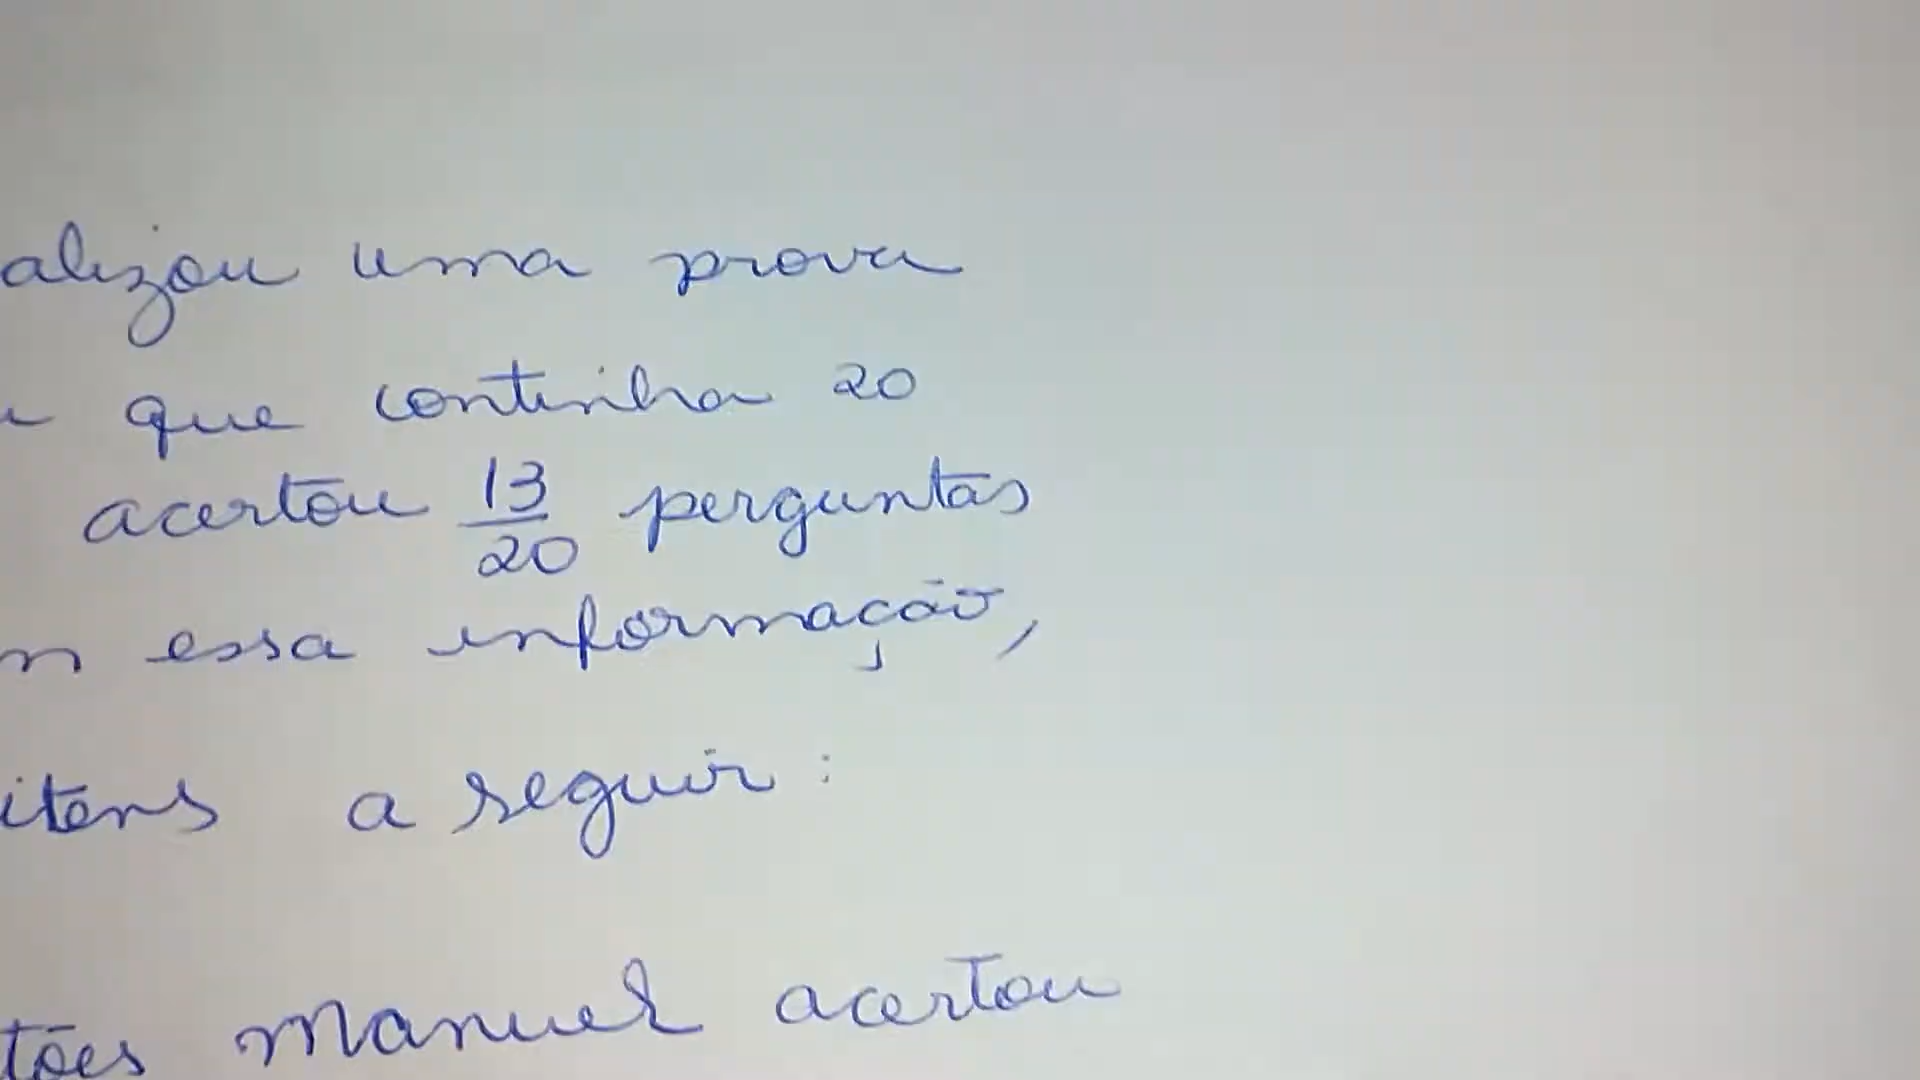 alizou uma prova
que continha 20
acertou 13/20 perguntas
m essa informação,
itens a seguir:
tões Manuel acertou